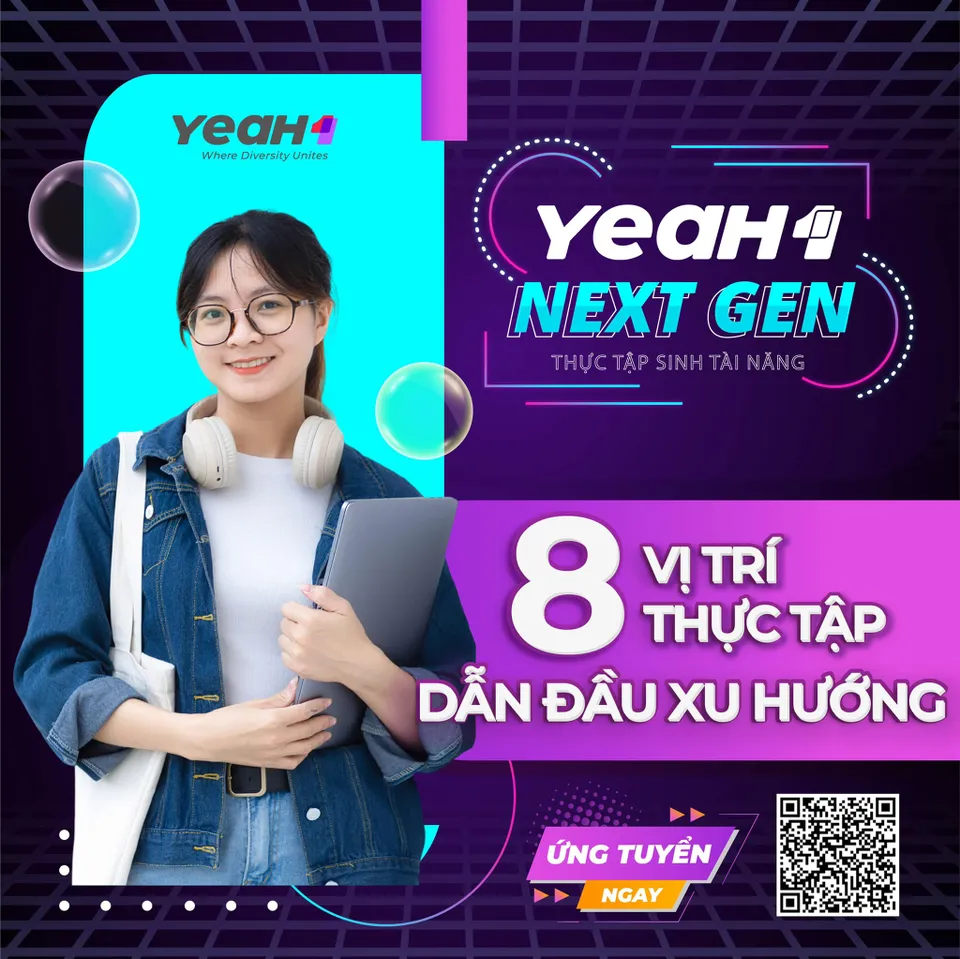 YeaH1
Where Diversity Unites
YeaH1
NEXT GEN
THỰC TẬP SINH TÀI NĂNG
8 VỊ TRÍ
THỰC TẬP
DẪN ĐẦU XU HƯỚNG
ỨNG TUYỂN
NGAY